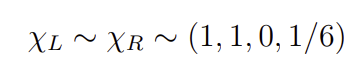 χ_L ∼ χ_R ∼ (1, 1, 0, 1/6)